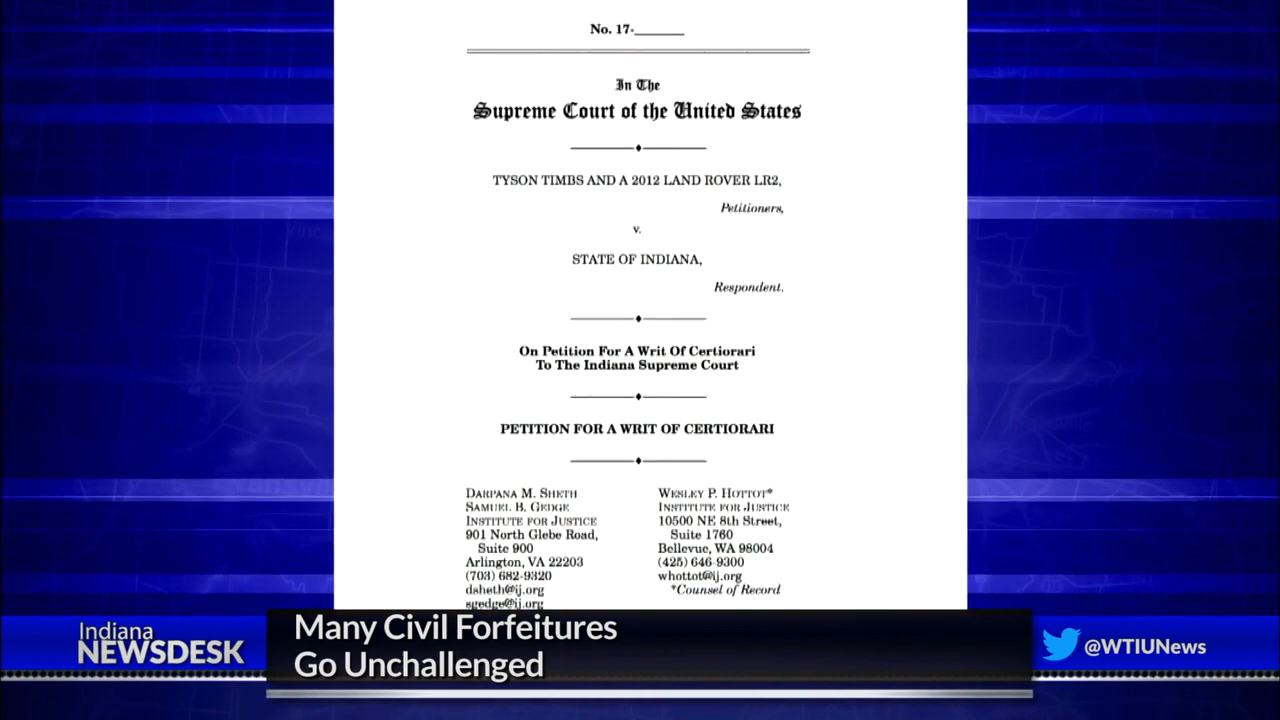 No. 17-______
In The
Supreme Court of the United States
TYSON TIMBS AND A 2012 LAND ROVER LR2,
Petitioners,
v.
STATE OF INDIANA,
Respondent.
On Petition For A Writ Of Certiorari
To The Indiana Supreme Court
PETITION FOR A WRIT OF CERTIORARI
DARPANA M. SHETH
SAMUEL B. GEDGE
INSTITUTE FOR JUSTICE
901 North Glebe Road,
Suite 900
Arlington, VA 22203
(703) 682-9320
dsheth@ij.org
sgedge@ij.org
WESLEY P. HOTTOT*
INSTITUTE FOR JUSTICE
10500 NE 8th Street,
Suite 1760
Bellevue, WA 98004
(425) 646-9300
whottot@ij.org
*Counsel of Record
Indiana
NEWSDESK
Many Civil Forfeitures
Go Unchallenged
@WTIUNews